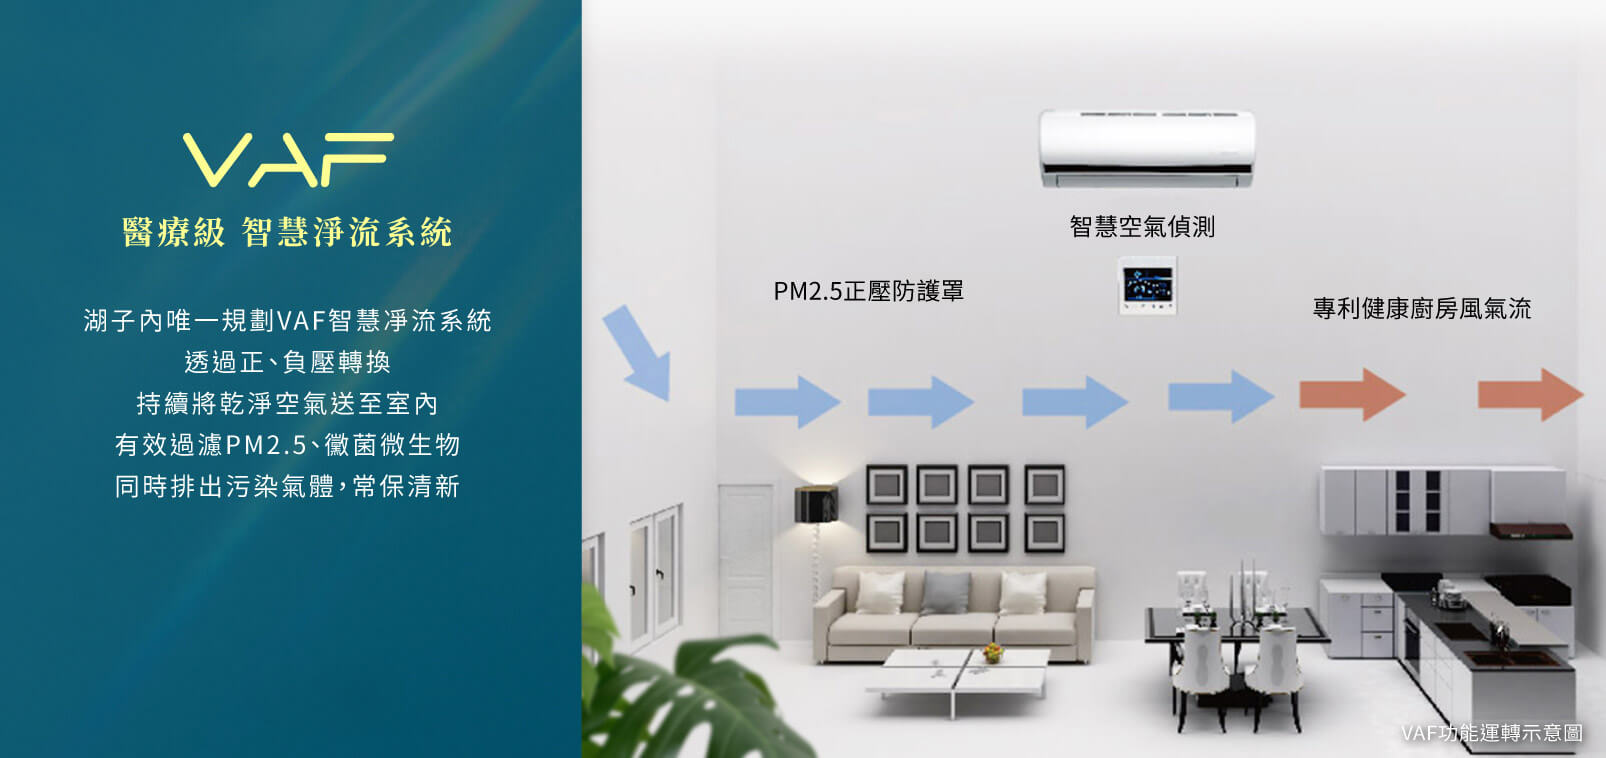 VAF
醫療級 智慧淨流系統
湖子內唯一規劃VAF智慧淨流系統
透過正、負壓轉換
持續將乾淨空氣送至室內
有效過濾PM2.5、黴菌微生物
同時排出污染氣體，常保清新
智慧空氣偵測
PM2.5正壓防護罩
專利健康廚房風氣流
VAF功能運轉示意圖